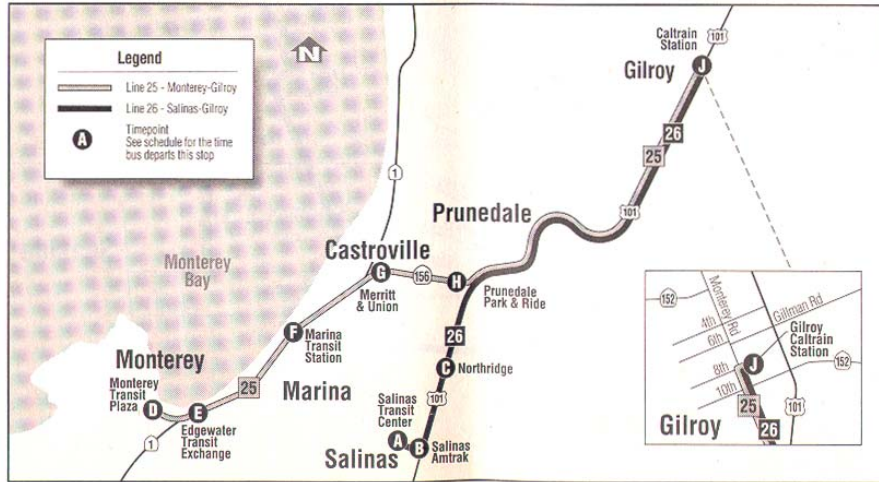 Legend
Line 25 - Monterey-Gilroy
Line 26 - Salinas-Gilroy
A
Timepoint
See schedule for the time
bus departs this stop
N
101
Caltrain
Station
J
Gilroy
26
25
1
101
Prunedale
Castroville
G
156
H
Merritt
& Union
Prunedale
Park & Ride
Monterey
Bay
F
Marina
Transit
Station
26
Monterey
Monterey
Transit
Plaza
D
E
25
Marina
C
Northridge
101
Edgewater
Transit
Exchange
1
Salinas
Transit
Center
A
B
Salinas
Amtrak
Salinas
152
Monterey Rd
4th
6th
8th
10th
Gillman Rd
Gilroy
Caltrain
Station
J
152
25
101
Gilroy
26